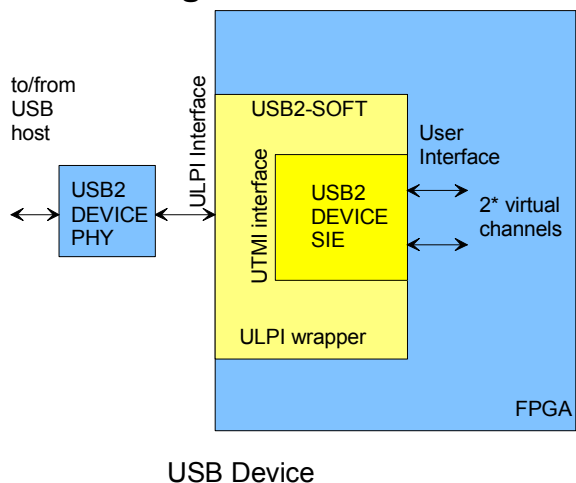 to/from
USB
host
ULPI Interface
USB2-SOFT
User
Interface
USB2
DEVICE
PHY
UTMI interface
USB2
DEVICE
SIE
2* virtual
channels
ULPI wrapper
FPGA
USB Device